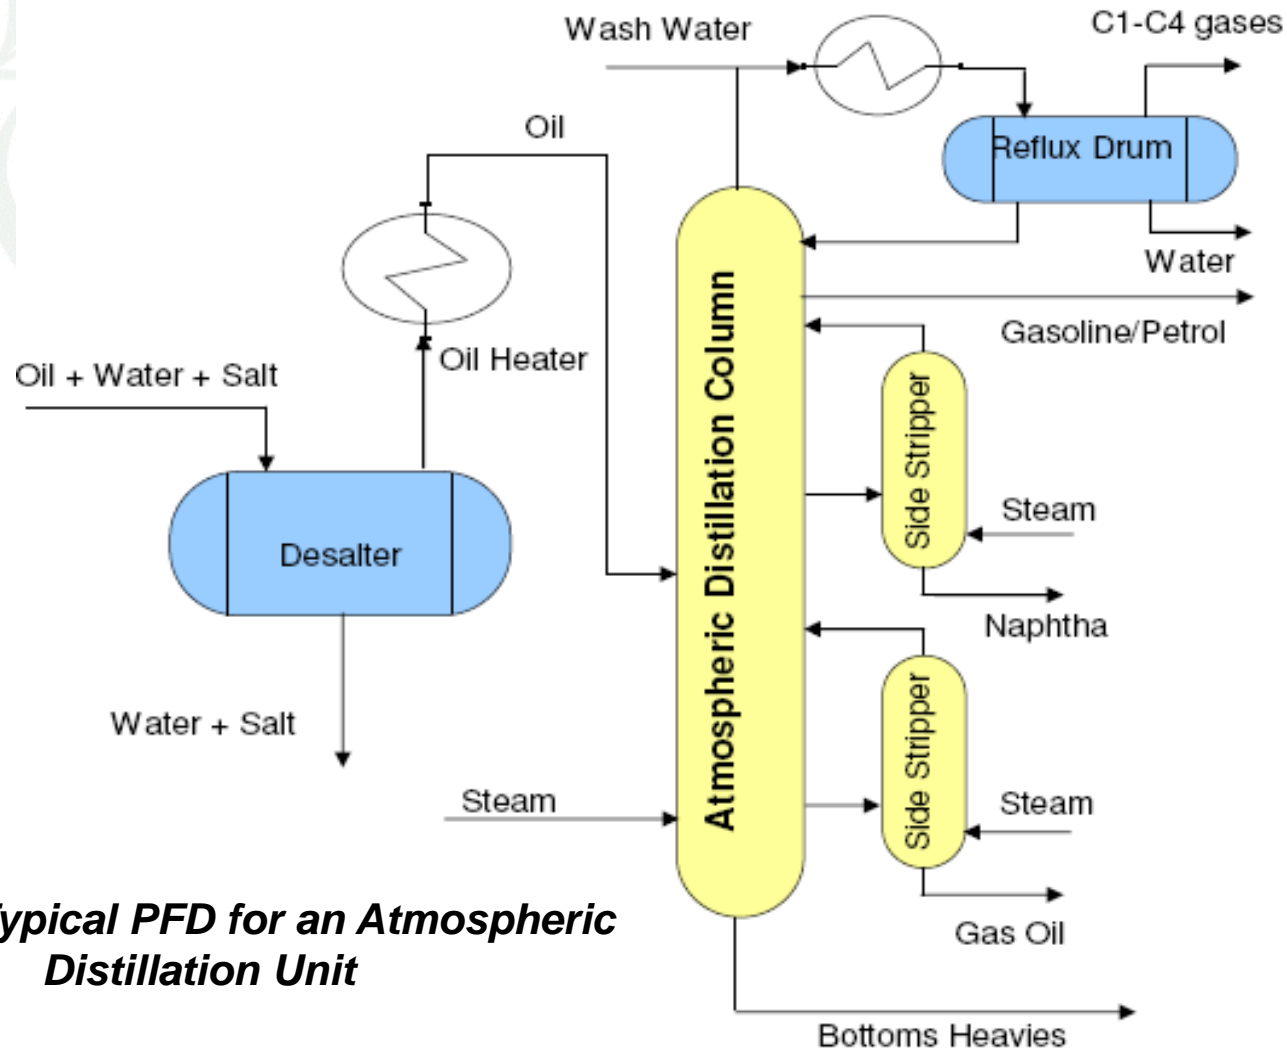 Wash Water
C1-C4 gases
Oil
Reflux Drum
Water
Gasoline/Petrol
Oil Heater
Oil + Water + Salt
Desalter
Atmospheric Distillation Column
Side Stripper
Steam
Naphtha
Water + Salt
Steam
Side Stripper
Steam
Gas Oil
ypical PFD for an Atmospheric
Distillation Unit
Bottoms Heavies